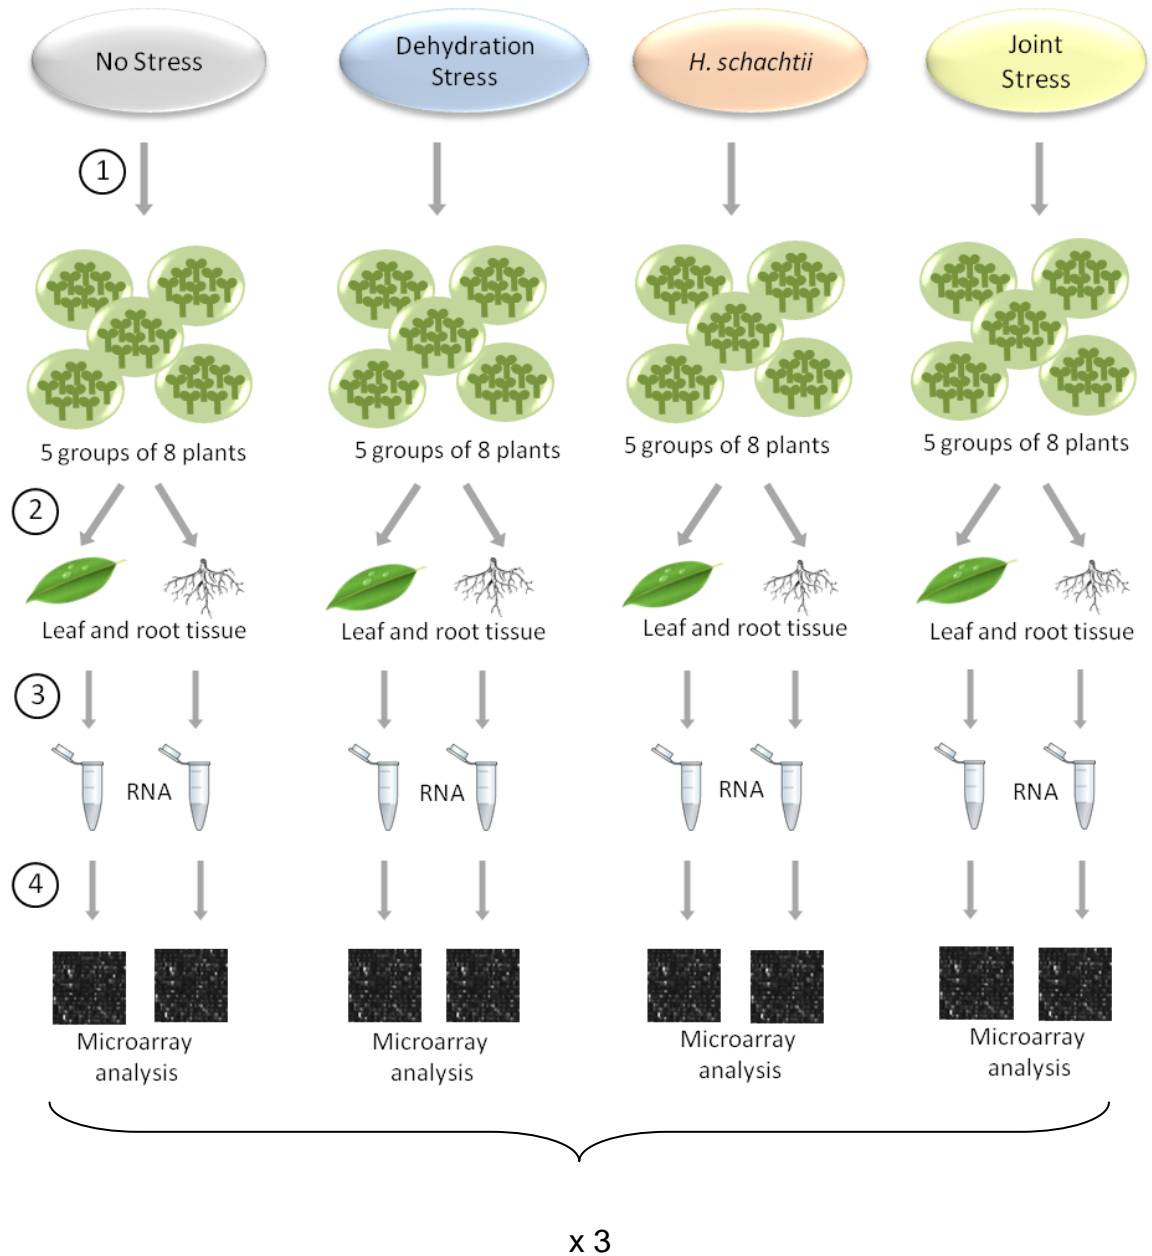 No Stress
Dehydration
Stress
H. schachtii
Joint
Stress
1
5 groups of 8 plants
5 groups of 8 plants
5 groups of 8 plants
5 groups of 8 plants
2
Leaf and root tissue
Leaf and root tissue
Leaf and root tissue
Leaf and root tissue
3
RNA
RNA
RNA
RNA
4
Microarray
analysis
Microarray
analysis
Microarray
analysis
Microarray
analysis
x 3